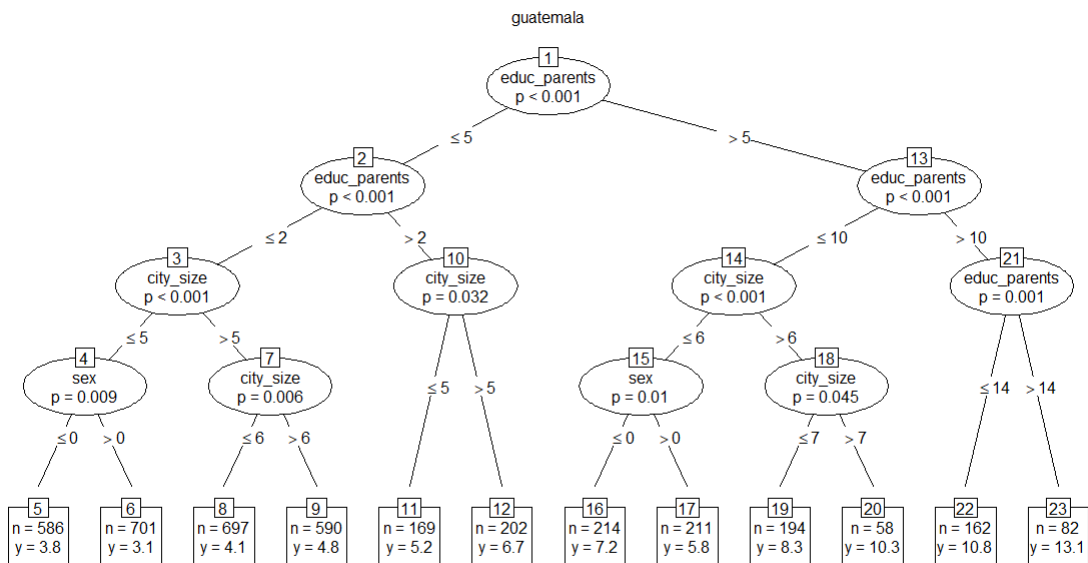 guatemala
1
educ_parents
p < 0.001
≤ 5
> 5
2
educ_parents
p < 0.001
13
educ_parents
p < 0.001
≤ 2
> 2
≤ 10
> 10
3
city_size
p < 0.001
10
city_size
p = 0.032
14
city_size
p < 0.001
21
educ_parents
p = 0.001
≤ 5
> 5
≤ 6
> 6
4
sex
p = 0.009
7
city_size
p = 0.006
15
sex
p = 0.01
18
city_size
p = 0.045
≤ 5
> 5
≤ 14
> 14
≤ 0
> 0
≤ 6
> 6
≤ 0
> 0
≤ 7
> 7
5
n = 586
y = 3.8
6
n = 701
y = 3.1
8
n = 697
y = 4.1
9
n = 590
y = 4.8
11
n = 169
y = 5.2
12
n = 202
y = 6.7
16
n = 214
y = 7.2
17
n = 211
y = 5.8
19
n = 194
y = 8.3
20
n = 58
y = 10.3
22
n = 162
y = 10.8
23
n = 82
y = 13.1